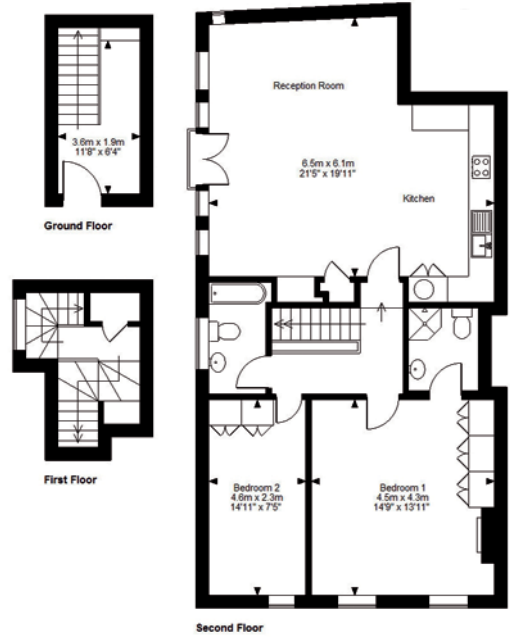 3.6m x 1.9m
11'8" x 6'4"
Ground Floor
First Floor
Reception Room
6.5m x 6.1m
21'5" x 19'11"
Kitchen
Bedroom 2
4.6m x 2.3m
14'11" x 7'5"
Bedroom 1
4.5m x 4.3m
14'9" x 13'11"
Second Floor